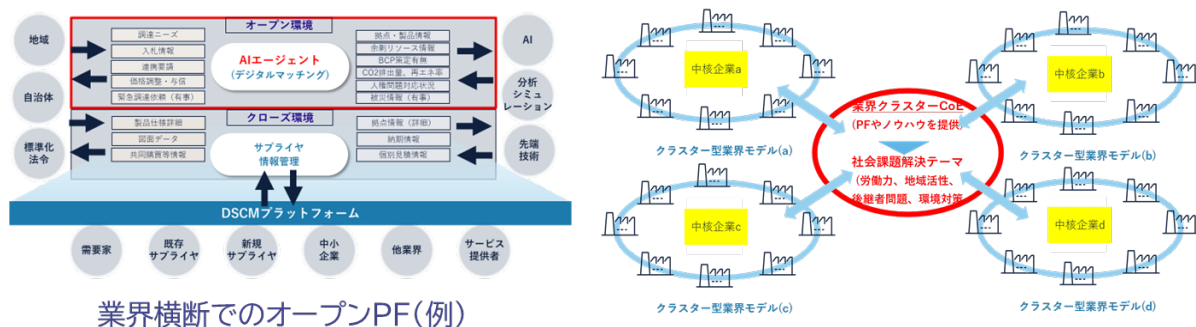 オープン環境
地域
自治体
標準化
法令
調達ニーズ
入札情報
連携要請
価格調整・与信
緊急調達依頼（有事）
AIエージェント
（デジタルマッチング）
拠点・製品情報
余剰リソース情報
BCP策定有無
CO2排出量、再エネ率
人権問題対応状況
被災情報（有事）
AI
分析
シミュ
レーション
先端
技術
クローズ環境
製品仕様詳細
図面データ
共同購買等情報
サプライヤ
情報管理
拠点情報（詳細）
納期情報
個別見積情報
DSCMプラットフォーム
需要家
既存
サプライヤ
新規
サプライヤ
中小
企業
他業界
サービス
提供者
業界横断でのオープンPF（例）
中核企業a
クラスター型業界モデル(a)
中核企業b
クラスター型業界モデル(b)
業界クラスターCoE
（PFやノウハウを提供）
社会課題解決テーマ
（労働力、地域活性、
後継者問題、環境対策
中核企業c
クラスター型業界モデル(c)
中核企業d
クラスター型業界モデル(d)